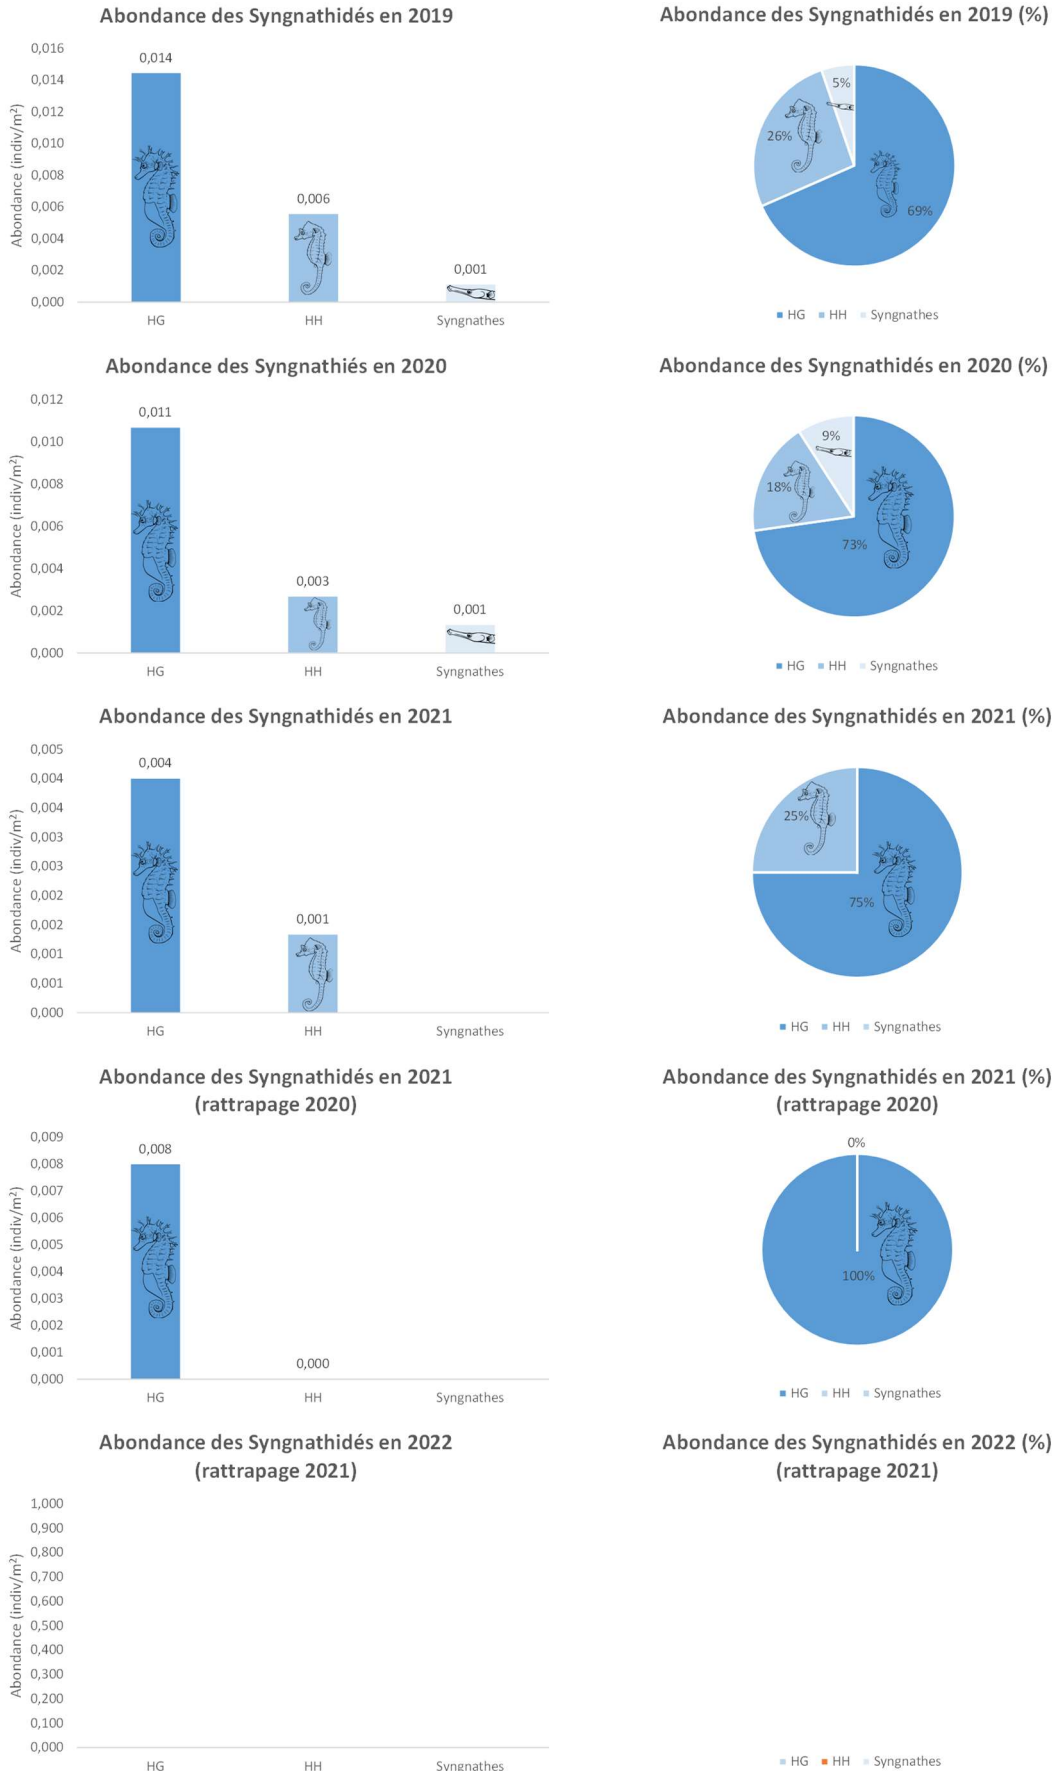 Abondance des Syngnathidés en 2019
0,016
0,014
0,012
0,010
0,008
0,006
0,004
0,002
0,000
Abondance (indiv/m²)
0,014
0,006
0,001
HG HH Syngnathes
Abondance des Syngnathidés en 2019 (%)
5%
26%
69%
HG HH Syngnathes
Abondance des Syngnathiés en 2020
0,012
0,010
0,008
0,006
0,004
0,002
0,000
Abondance (indiv/m²)
0,011
0,003
0,001
HG HH Syngnathes
Abondance des Syngnathidés en 2020 (%)
9%
18%
73%
HG HH Syngnathes
Abondance des Syngnathidés en 2021
0,005
0,004
0,004
0,003
0,003
0,002
0,002
0,001
0,001
0,000
Abondance (indiv/m²)
0,004
0,001
HG HH Syngnathes
Abondance des Syngnathidés en 2021 (%)
25%
75%
HG HH Syngnathes
Abondance des Syngnathidés en 2021
(rattrapage 2020)
0,009
0,008
0,007
0,006
0,005
0,004
0,003
0,002
0,001
0,000
Abondance (indiv/m²)
0,008
0,000
HG HH Syngnathes
Abondance des Syngnathidés en 2021 (%)
(rattrapage 2020)
0%
100%
HG HH Syngnathes
Abondance des Syngnathidés en 2022
(rattrapage 2021)
1,000
0,900
0,800
0,700
0,600
0,500
0,400
0,300
0,200
0,100
0,000
Abondance (indiv/m²)
HG HH Syngnathes
Abondance des Syngnathidés en 2022 (%)
(rattrapage 2021)
HG HH Syngnathes